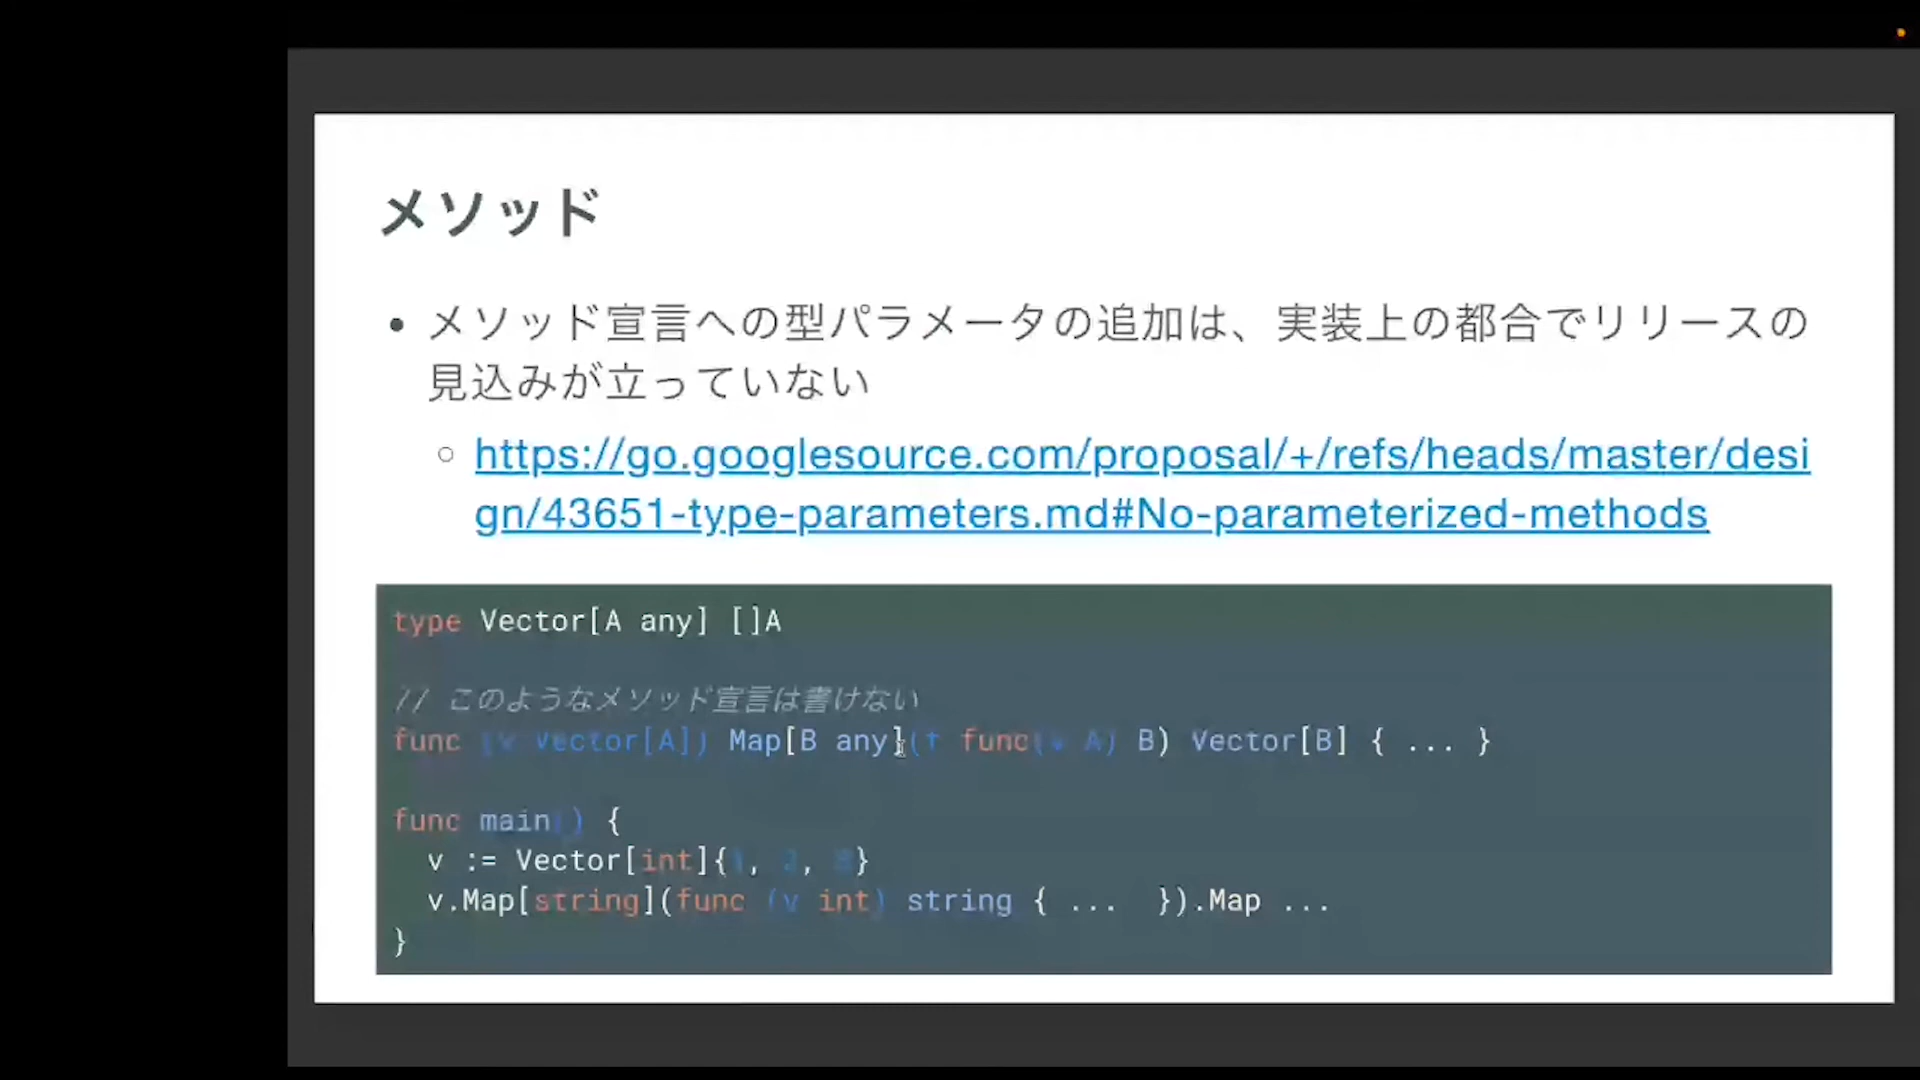 メソッド
• メソッド宣言への型パラメータの追加は、実装上の都合でリリースの
見込みが立っていない
○ https://go.googlesource.com/proposal/+/refs/heads/master/desi
gn/43651-type-parameters.md#No-parameterized-methods
type Vector[A any] []A
// このようなメソッド宣言は書けない
func (v Vector[A]) Map[B any](f func(v A) B) Vector[B] { ... }
func main() {
v := Vector[int]{1, 2, 3}
v.Map[string](func (v int) string { ... }).Map ...
}